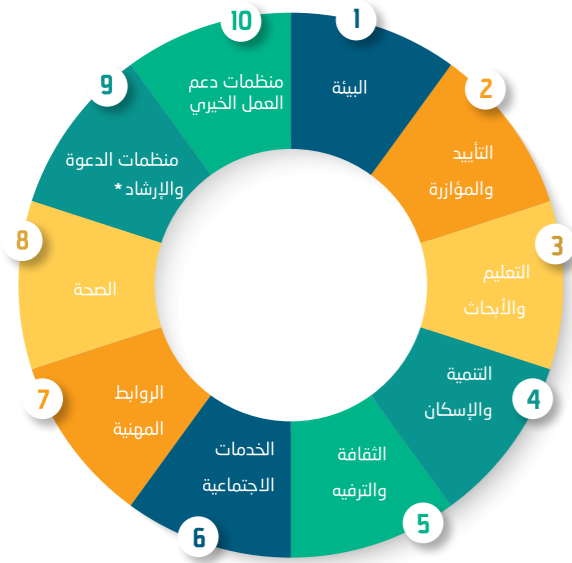 1
البيئة
2
التأييد
والمؤازرة
3
التعليم
والأبحاث
4
التنمية
والإسكان
5
الثقافة
والترفيه
6
الخدمات
الاجتماعية
7
الروابط
المهنية
8
الصحة
9
منظمات الدعوة
والإرشاد *
10
منظمات دعم
العمل الخيري